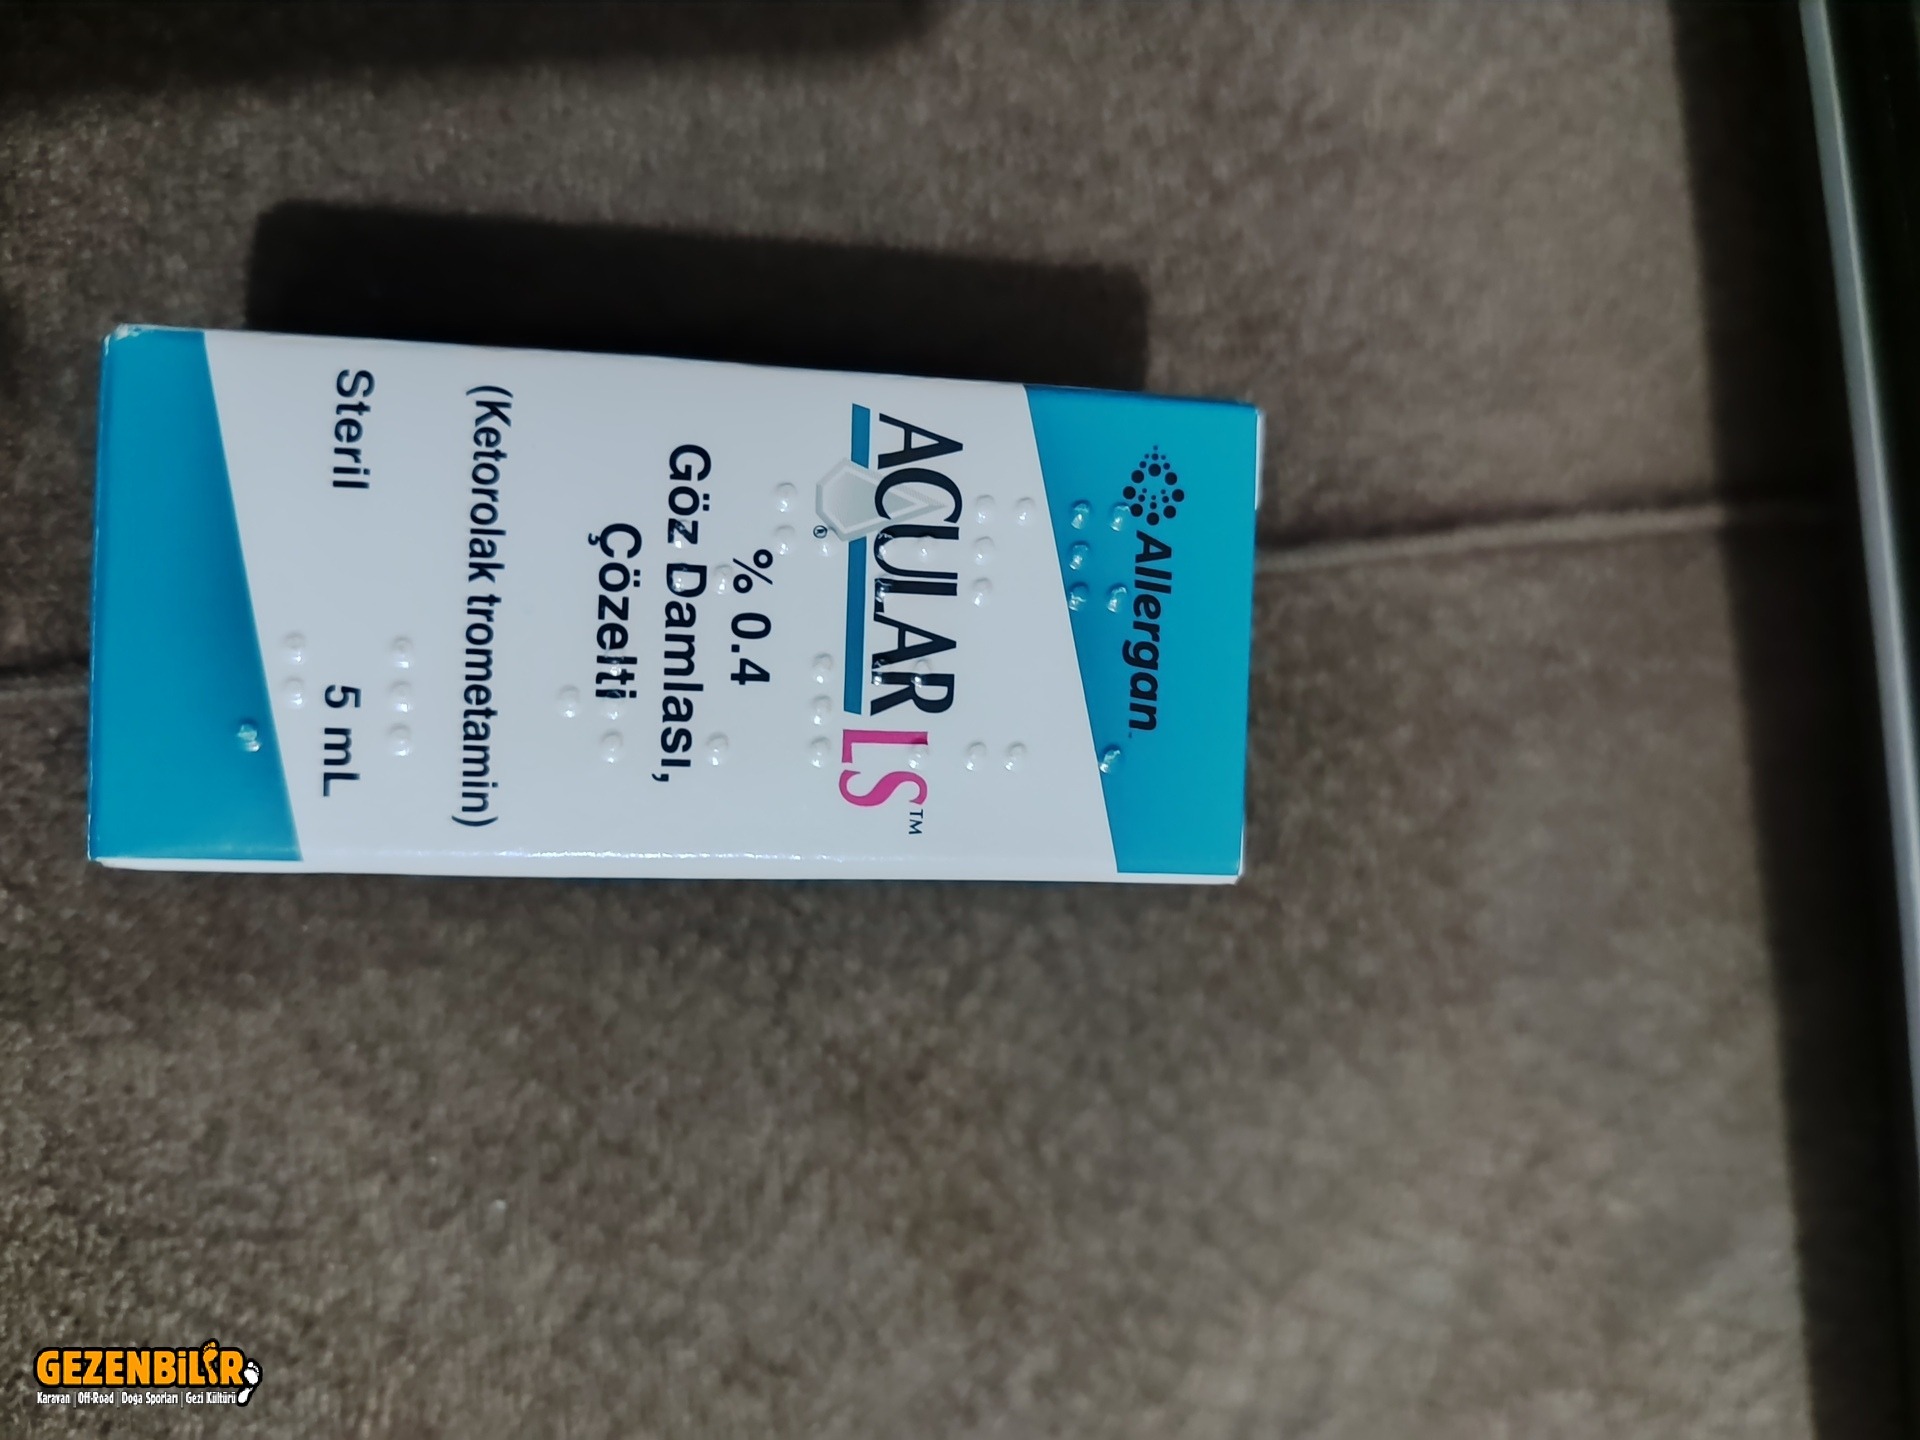 Allergan
ACULAR LS™
®
% 0.4
Göz Damlası,
Çözelti
(Ketorolak trometamin)
Steril 5 mL
GEZENBiLiR
Karavan | Off-Road | Doğa Sporları | Gezi Kültürü